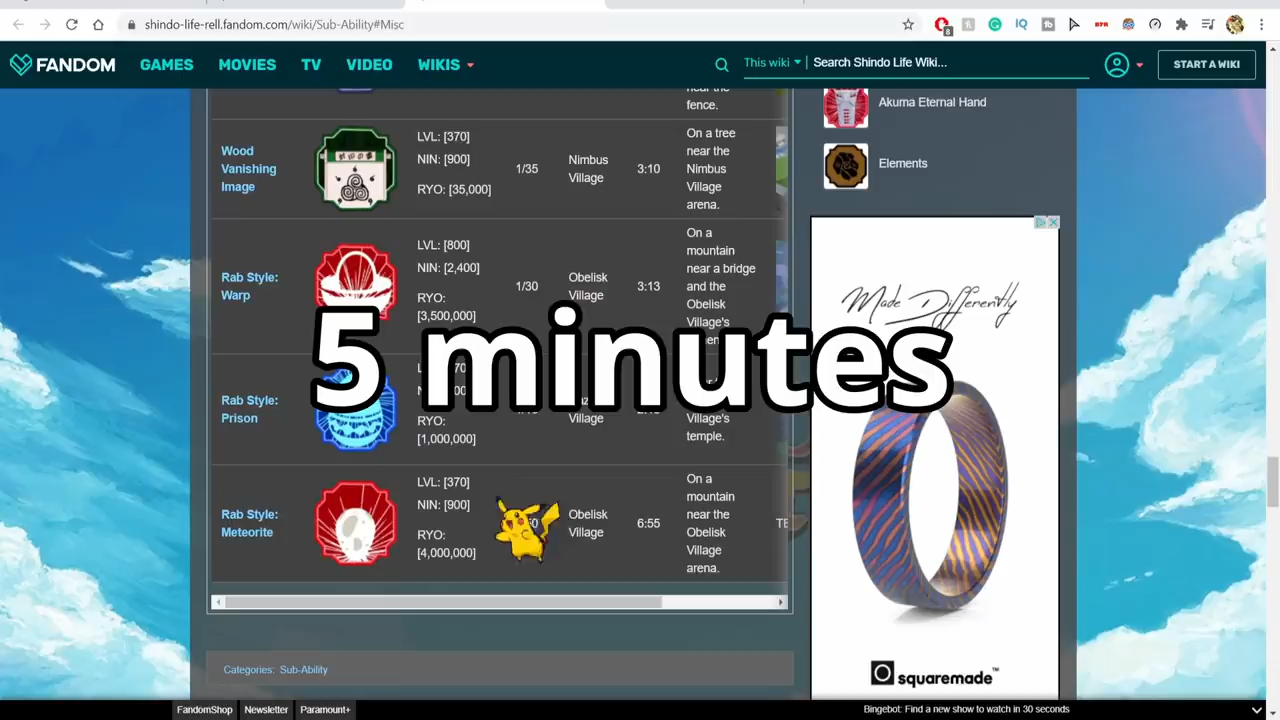 shindo-life-rell.fandom.com/wiki/Sub-Ability#Misc
8
FANDOM
GAMES
MOVIES
TV
VIDEO
WIKIS
This wiki
Search Shindo Life Wiki...
START A WIKI
near the
fence.
Wood
Vanishing
Image
LVL: [370]
NIN: [900]
RYO: [35,000]
1/35
Nimbus
Village
3:10
On a tree
near the
Nimbus
Village
arena.
Rab Style:
Warp
LVL: [800]
NIN: [2,400]
RYO:
[3,500,000]
1/30
Obelisk
Village
3:13
On a
mountain
near a bridge
and the
Obelisk
Village's
5 minutes
Rab Style:
Prison
RYO:
[1,000,000]
Village
Village's
temple.
Rab Style:
Meteorite
LVL: [370]
NIN: [900]
RYO:
[4,000,000]
Obelisk
Village
6:55
On a
mountain
near the
Obelisk
Village
arena.
Categories: Sub-Ability
Akuma Eternal Hand
Elements
Made Differently
squaremade™
FandomShop
Newsletter
Paramount+
Bingebot: Find a new show to watch in 30 seconds